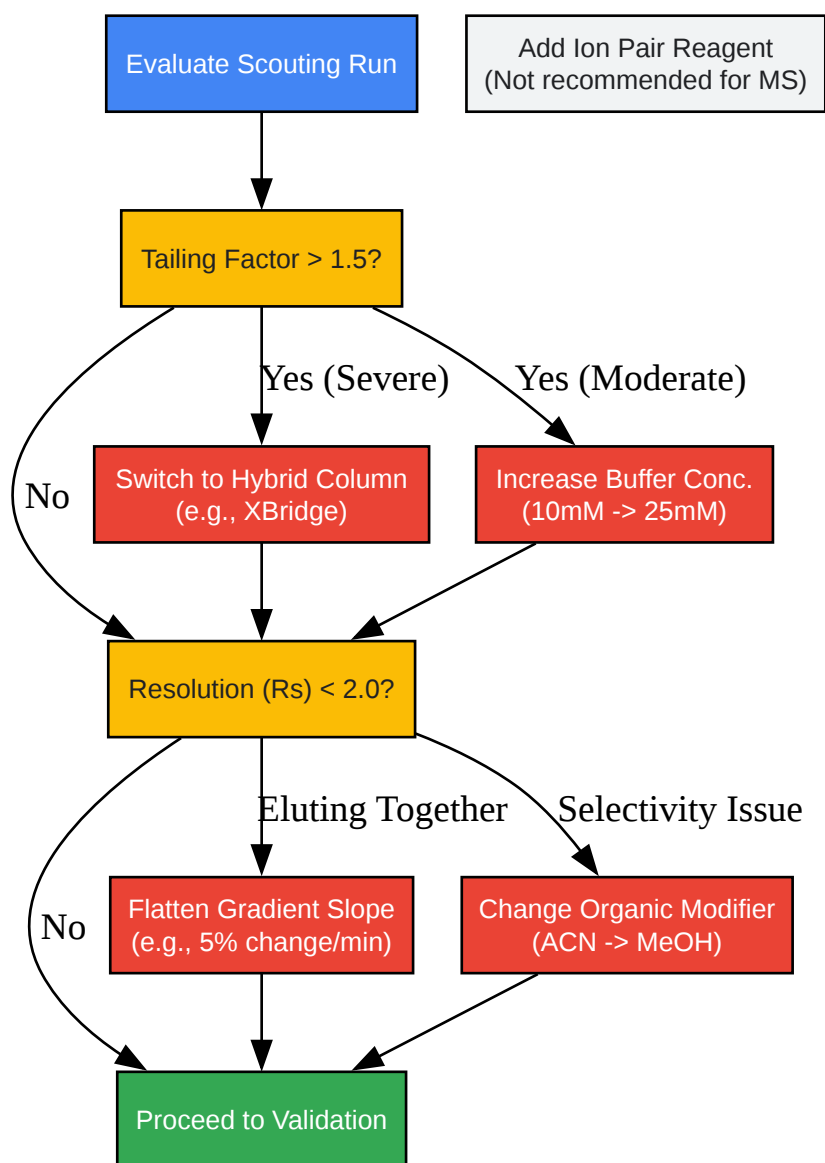 Evaluate Scouting Run
Add Ion Pair Reagent
(Not recommended for MS)
Tailing Factor > 1.5?
Yes (Severe)
Yes (Moderate)
No
Switch to Hybrid Column
(e.g., XBridge)
Increase Buffer Conc.
(10mM -> 25mM)
Resolution (Rs) < 2.0?
Eluting Together
Selectivity Issue
No
Flatten Gradient Slope
(e.g., 5% change/min)
Change Organic Modifier
(ACN -> MeOH)
Proceed to Validation